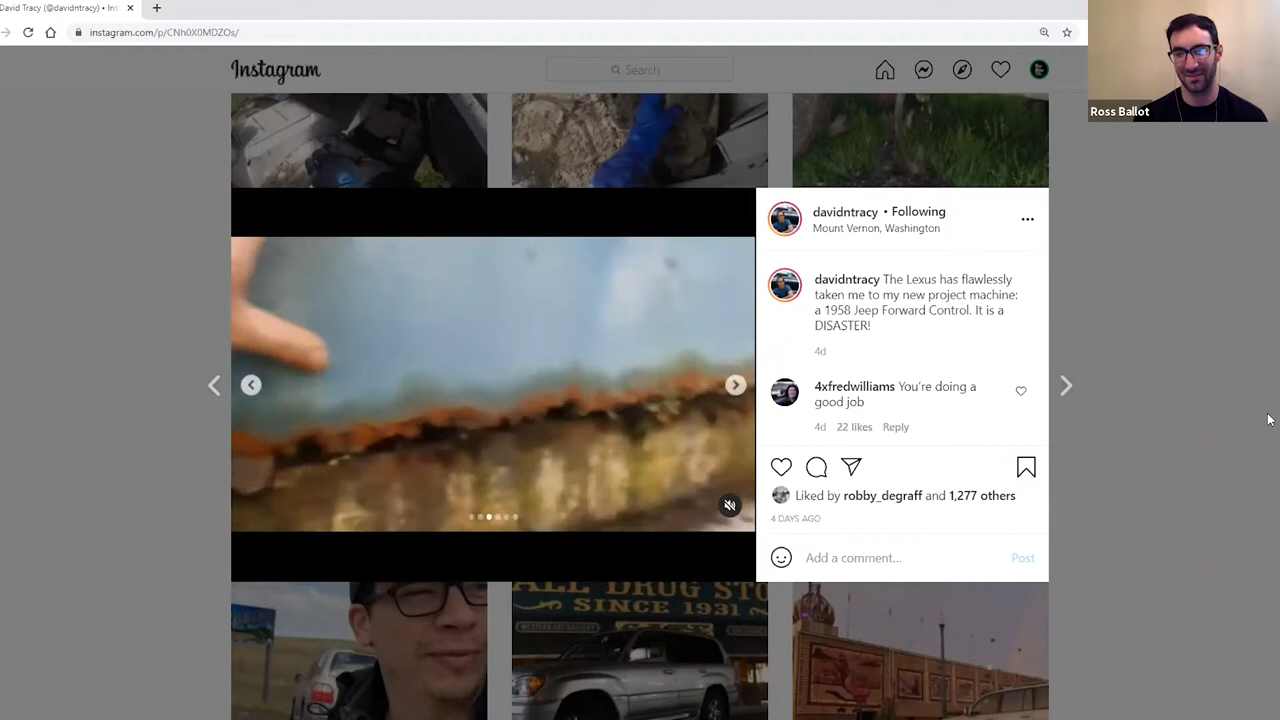 David Tracy (@davidntracy) • Ins
instagram.com/p/CNh0X0MDZOs/
Instagram
Search
Ross Ballot
davidntracy • Following
Mount Vernon, Washington
davidntracy The Lexus has flawlessly
taken me to my new project machine:
a 1958 Jeep Forward Control. It is a
DISASTER!
4d
4xfredwilliams You’re doing a
good job
4d 22 likes Reply
Liked by robby_degraff and 1,277 others
4 DAYS AGO
Add a comment... Post
ALL DRUG STO
SINCE 1931